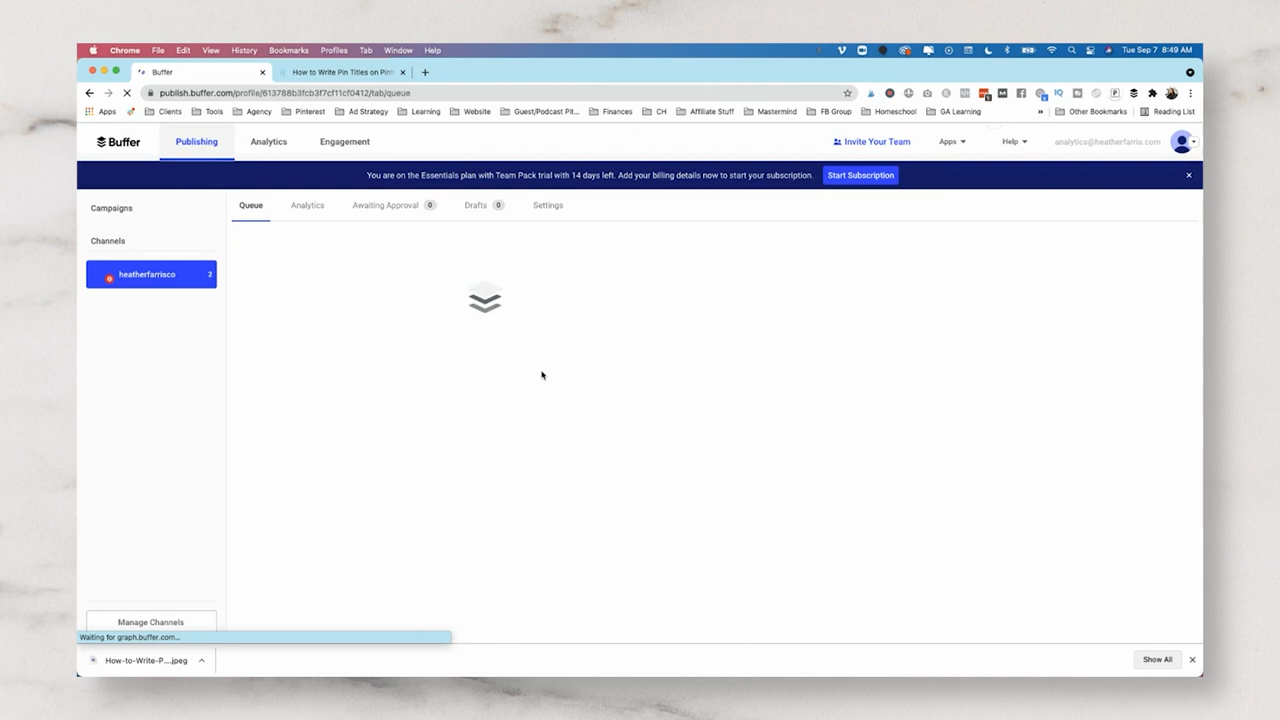 Chrome File Edit View History Bookmarks Profiles Tab Window Help Tue Sep 7 8:49 AM
Buffer How to Write Pin Titles on Pin
publish.buffer.com/profile/613788b3fcb3f7cf11cf0412/tab/queue
Apps Clients Tools Agency Pinterest Ad Strategy Learning Website Guest/Podcast Pit... Finances CH Affiliate Stuff Mastermind FB Group Homeschool GA Learning » Other Bookmarks Reading List
Buffer Publishing Analytics Engagement Invite Your Team Apps Help analytics@heatherfarris.com
You are on the Essentials plan with Team Pack trial with 14 days left. Add your billing details now to start your subscription. Start Subscription
Campaigns Queue Analytics Awaiting Approval 0 Drafts 0 Settings
Channels
heatherfarrisco 2
Manage Channels
Waiting for graph.buffer.com...
How-to-Write-P....jpeg Show All